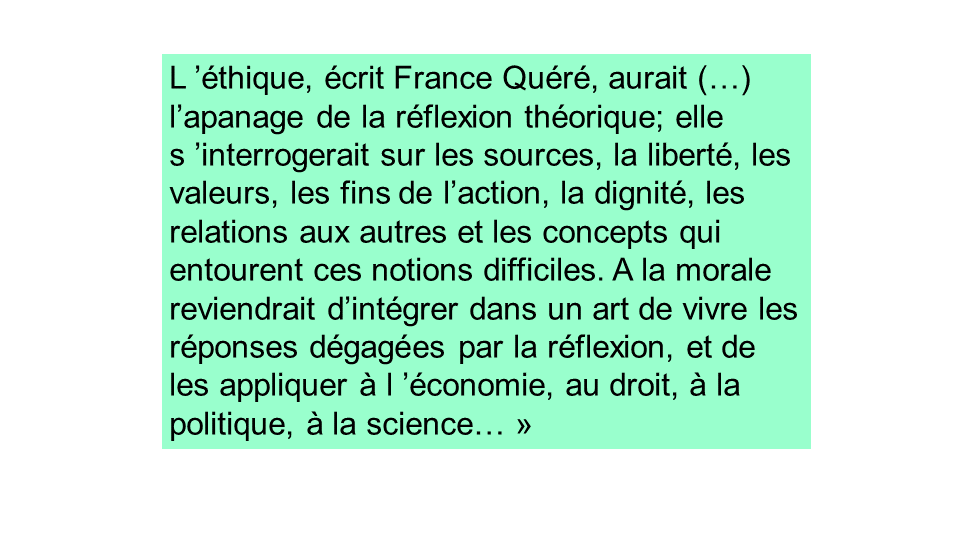 L ’éthique, écrit France Quéré, aurait (…)
l’apanage de la réflexion théorique; elle
s ’interrogerait sur les sources, la liberté, les
valeurs, les fins de l’action, la dignité, les
relations aux autres et les concepts qui
entourent ces notions difficiles. A la morale
reviendrait d’intégrer dans un art de vivre les
réponses dégagées par la réflexion, et de
les appliquer à l ’économie, au droit, à la
politique, à la science… »